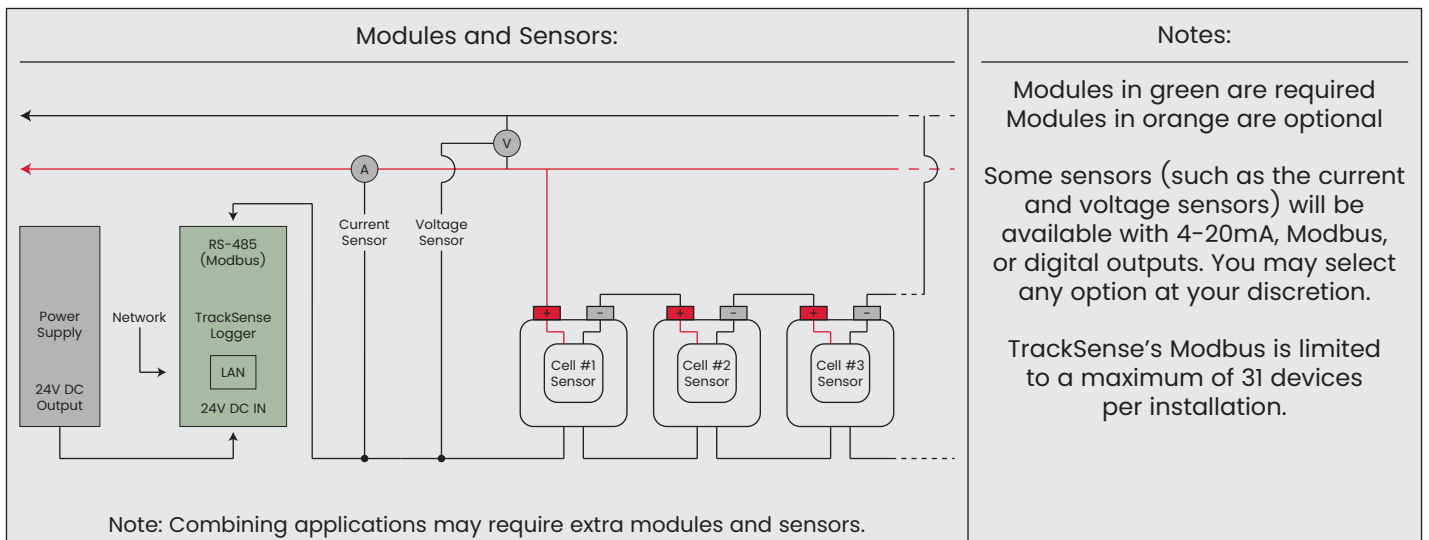 Modules and Sensors:
A
V
Current
Sensor
Voltage
Sensor
Power
Supply
24V DC
Output
Network
RS-485
(Modbus)
TrackSense
Logger
LAN
24V DC IN
+
-
+
-
+
-
Cell #1
Sensor
Cell #2
Sensor
Cell #3
Sensor
Note: Combining applications may require extra modules and sensors.
Notes:
Modules in green are required
Modules in orange are optional
Some sensors (such as the current
and voltage sensors) will be
available with 4-20mA, Modbus,
or digital outputs. You may select
any option at your discretion.
TrackSense's Modbus is limited
to a maximum of 31 devices
per installation.